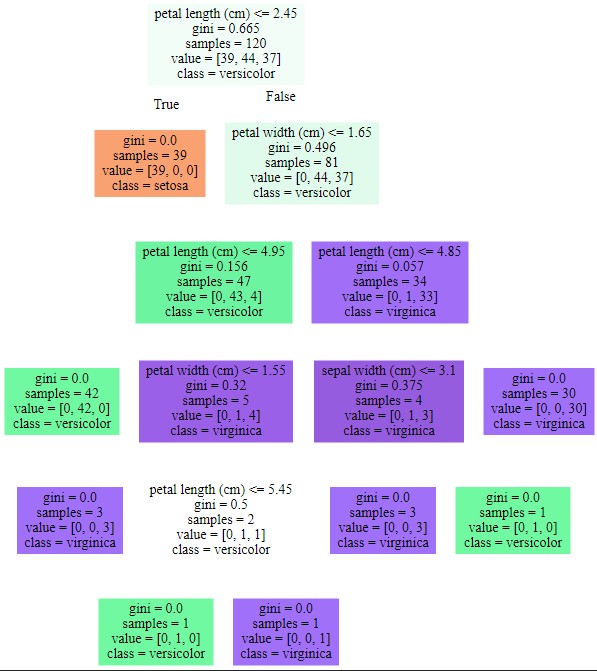 petal length (cm) <= 2.45
gini = 0.665
samples = 120
value = [39, 44, 37]
class = versicolor
True
False
gini = 0.0
samples = 39
value = [39, 0, 0]
class = setosa
petal width (cm) <= 1.65
gini = 0.496
samples = 81
value = [0, 44, 37]
class = versicolor
petal length (cm) <= 4.95
gini = 0.156
samples = 47
value = [0, 43, 4]
class = versicolor
petal length (cm) <= 4.85
gini = 0.057
samples = 34
value = [0, 1, 33]
class = virginica
gini = 0.0
samples = 42
value = [0, 42, 0]
class = versicolor
petal width (cm) <= 1.55
gini = 0.32
samples = 5
value = [0, 1, 4]
class = virginica
sepal width (cm) <= 3.1
gini = 0.375
samples = 4
value = [0, 1, 3]
class = virginica
gini = 0.0
samples = 30
value = [0, 0, 30]
class = virginica
gini = 0.0
samples = 3
value = [0, 0, 3]
class = virginica
petal length (cm) <= 5.45
gini = 0.5
samples = 2
value = [0, 1, 1]
class = versicolor
gini = 0.0
samples = 3
value = [0, 0, 3]
class = virginica
gini = 0.0
samples = 1
value = [0, 1, 0]
class = versicolor
gini = 0.0
samples = 1
value = [0, 1, 0]
class = versicolor
gini = 0.0
samples = 1
value = [0, 0, 1]
class = virginica